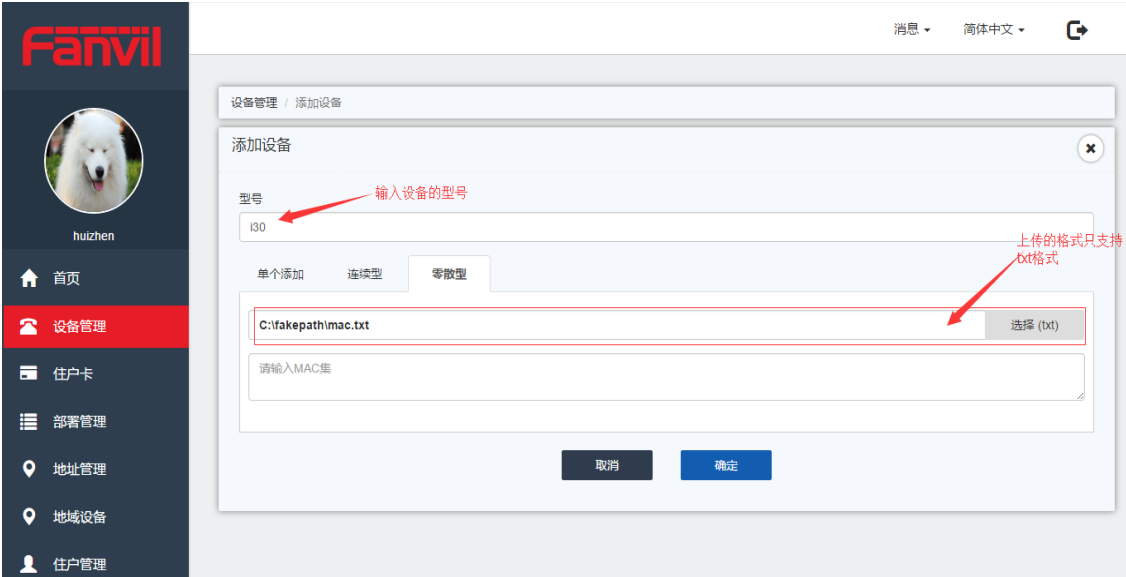 Fanvil
消息
简体中文
huizhen
首页
设备管理
住户卡
部署管理
地址管理
地域设备
住户管理
设备管理 / 添加设备
添加设备
型号
输入设备的型号
i30
上传的格式只支持
txt格式
单个添加
连续型
零散型
C:\fakepath\mac.txt
选择 (txt)
请输入MAC集
取消
确定